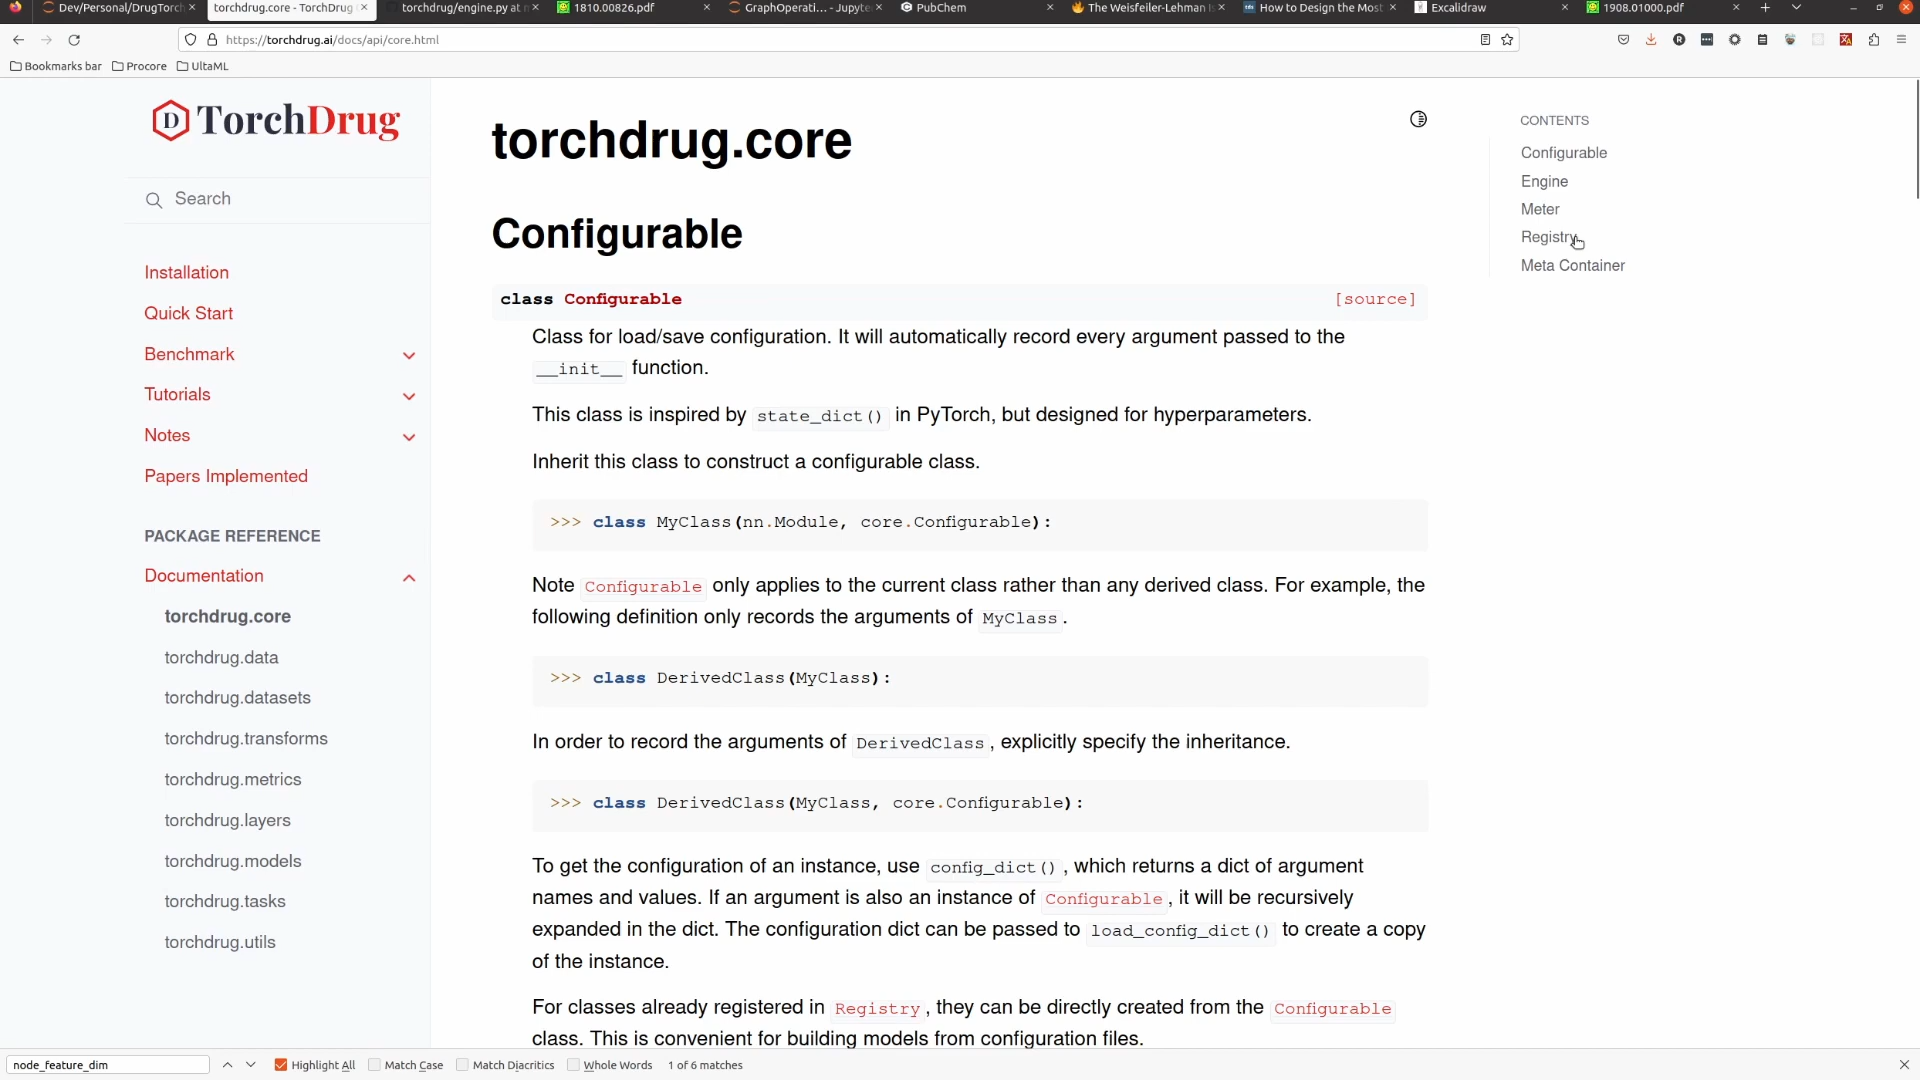 Dev/Personal/DrugTorch
torchdrug.core - TorchDrug
torchdrug/engine.py at m
1810.00826.pdf
GraphOperati... - Jupyte
PubChem
The Weisfeiler-Lehman I
How to Design the Most
Excalidraw
1908.01000.pdf
https://torchdrug.ai/docs/api/core.html
Bookmarks bar
Procore
UltaML
D TorchDrug
Search
Installation
Quick Start
Benchmark
Tutorials
Notes
Papers Implemented
PACKAGE REFERENCE
Documentation
torchdrug.core
torchdrug.data
torchdrug.datasets
torchdrug.transforms
torchdrug.metrics
torchdrug.layers
torchdrug.models
torchdrug.tasks
torchdrug.utils
torchdrug.core
Configurable
class Configurable [source]
Class for load/save configuration. It will automatically record every argument passed to the
__init__ function.
This class is inspired by state_dict() in PyTorch, but designed for hyperparameters.
Inherit this class to construct a configurable class.
>>> class MyClass(nn.Module, core.Configurable):
Note Configurable only applies to the current class rather than any derived class. For example, the
following definition only records the arguments of MyClass.
>>> class DerivedClass(MyClass):
In order to record the arguments of DerivedClass, explicitly specify the inheritance.
>>> class DerivedClass(MyClass, core.Configurable):
To get the configuration of an instance, use config_dict(), which returns a dict of argument
names and values. If an argument is also an instance of Configurable, it will be recursively
expanded in the dict. The configuration dict can be passed to load_config_dict() to create a copy
of the instance.
For classes already registered in Registry, they can be directly created from the Configurable
class. This is convenient for building models from configuration files.
CONTENTS
Configurable
Engine
Meter
Registry
Meta Container
node_feature_dim
Highlight All
Match Case
Match Diacritics
Whole Words
1 of 6 matches